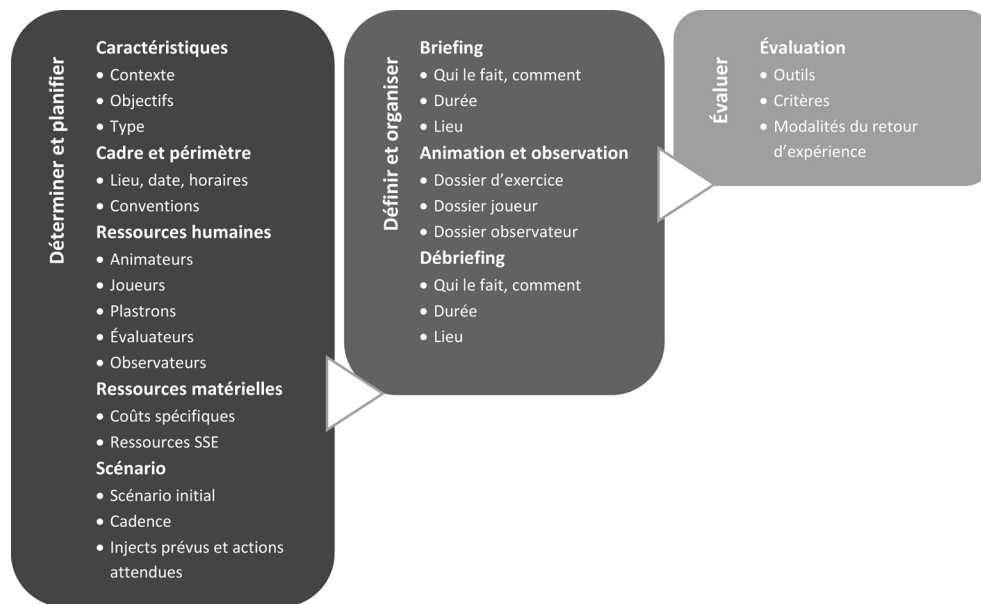 Déterminer et planifier
Caractéristiques
• Contexte
• Objectifs
• Type
Cadre et périmètre
• Lieu, date, horaires
• Conventions
Ressources humaines
• Animateurs
• Joueurs
• Plastrons
• Évaluateurs
• Observateurs
Ressources matérielles
• Coûts spécifiques
• Ressources SSE
Scénario
• Scénario initial
• Cadence
• Injects prévus et actions
attendues
Définir et organiser
Briefing
• Qui le fait, comment
• Durée
• Lieu
Animation et observation
• Dossier d’exercice
• Dossier joueur
• Dossier observateur
Débriefing
• Qui le fait, comment
• Durée
• Lieu
Évaluer
Évaluation
• Outils
• Critères
• Modalités du retour
d’expérience